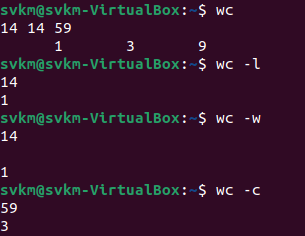 svkm@svkm-VirtualBox:~$ wc
14 14 59
      1       3       9
svkm@svkm-VirtualBox:~$ wc -l
14
1
svkm@svkm-VirtualBox:~$ wc -w
14

1
svkm@svkm-VirtualBox:~$ wc -c
59
3